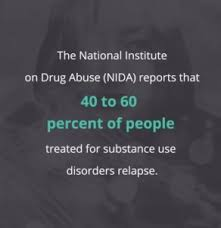 The National Institute
on Drug Abuse (NIDA) reports that
40 to 60
percent of people
treated for substance use
disorders relapse.